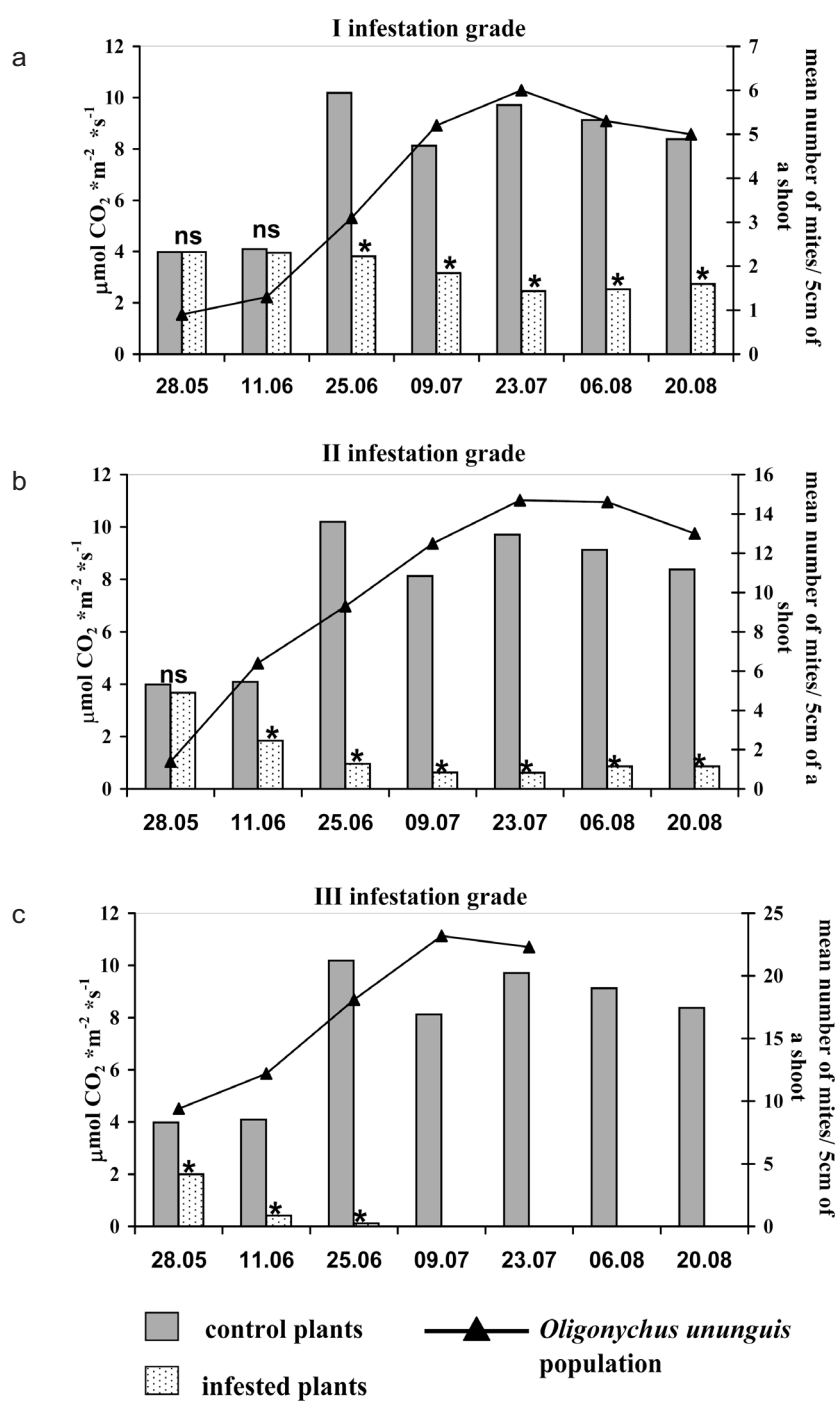 a
I infestation grade
12
10
8
6
4
2
0
µmol CO₂ *m⁻² *s⁻¹
7
6
5
4
3
2
1
0
mean number of mites/ 5cm of
a shoot
ns
ns
*
*
*
*
*
28.05 11.06 25.06 09.07 23.07 06.08 20.08
b
II infestation grade
12
10
8
6
4
2
0
µmol CO₂ *m⁻² *s⁻¹
16
14
12
10
8
6
4
2
0
mean number of mites/ 5cm of a
shoot
ns
*
*
*
*
*
*
28.05 11.06 25.06 09.07 23.07 06.08 20.08
c
III infestation grade
12
10
8
6
4
2
0
µmol CO₂ *m⁻² *s⁻¹
25
20
15
10
5
0
mean number of mites/ 5cm of
a shoot
*
*
*
28.05 11.06 25.06 09.07 23.07 06.08 20.08
control plants
infested plants
Oligonychus ununguis
population